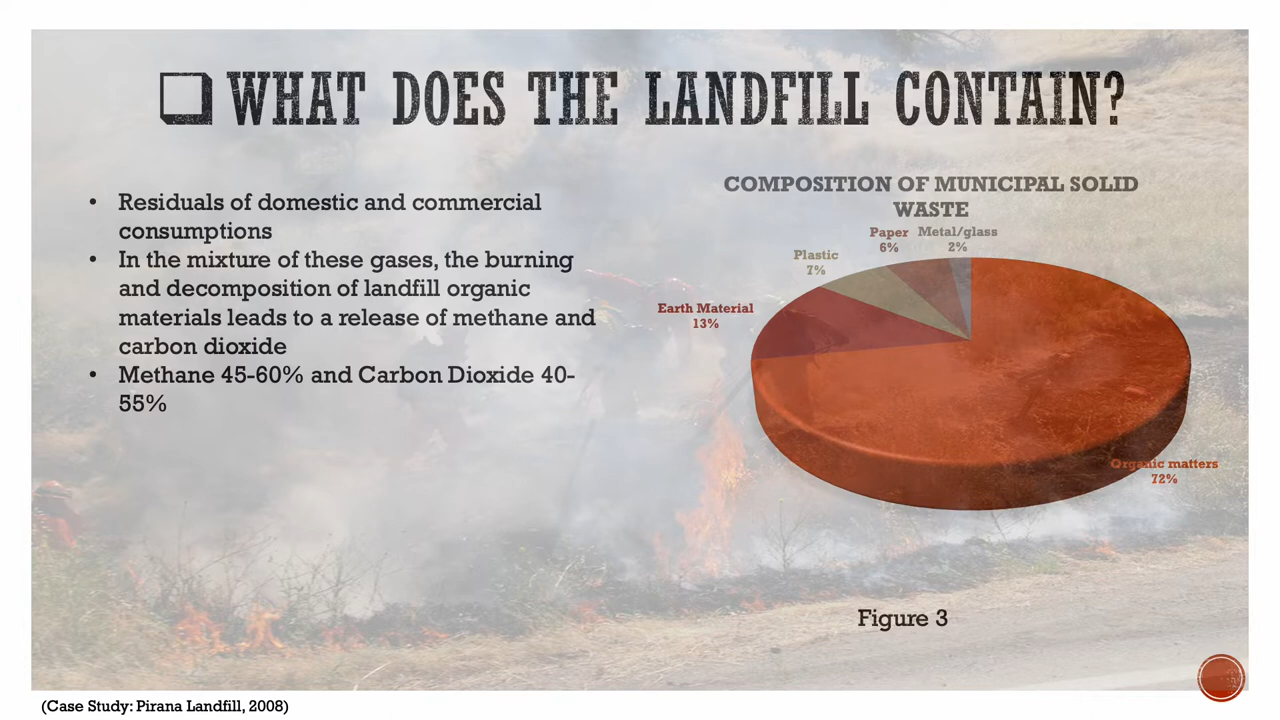 WHAT DOES THE LANDFILL CONTAIN?
• Residuals of domestic and commercial
consumptions
• In the mixture of these gases, the burning
and decomposition of landfill organic
materials leads to a release of methane and
carbon dioxide
• Methane 45-60% and Carbon Dioxide 40-
55%
COMPOSITION OF MUNICIPAL SOLID
WASTE
Paper
6%
Metal/glass
2%
Plastic
7%
Earth Material
13%
Organic matters
72%
Figure 3
(Case Study: Pirana Landfill, 2008)